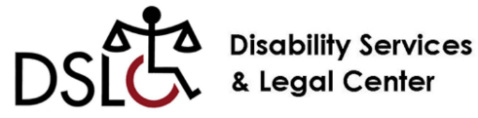 DSLC
Disability Services
& Legal Center